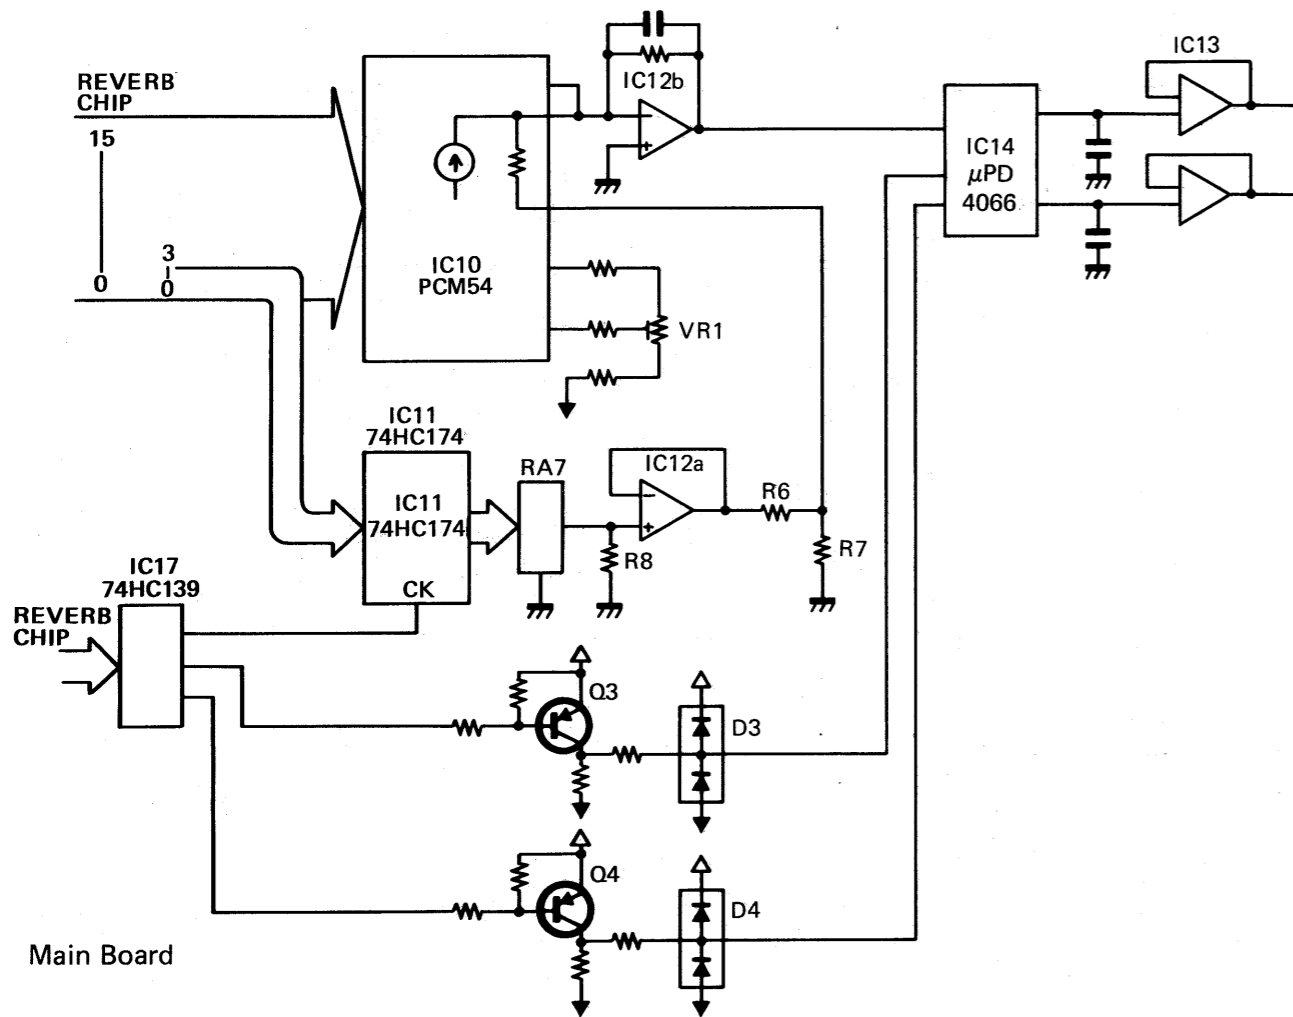 REVERB
CHIP
15
0
3
0
IC10
PCM54
IC12b
−
+
VR1
IC14
μPD
4066
IC13
IC11
74HC174
IC11
74HC174
CK
RA7
IC12a
−
+
R6
R8
R7
IC17
74HC139
REVERB
CHIP
Q3
D3
Q4
D4
Main Board